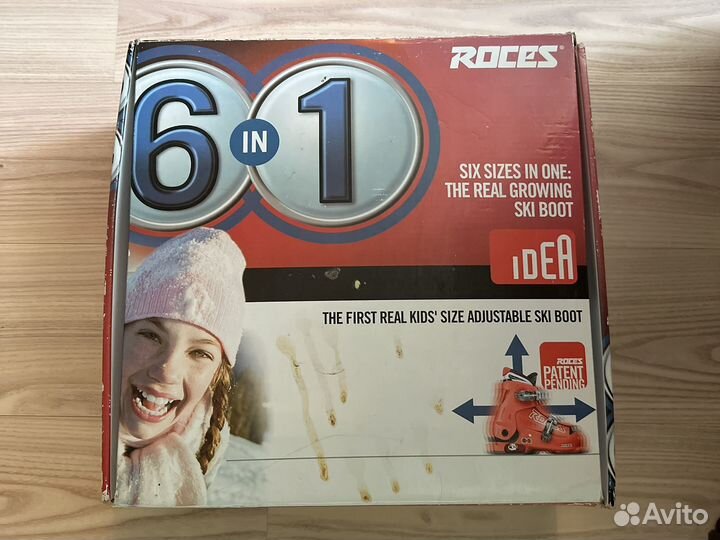 ROCES
6 IN 1
SIX SIZES IN ONE:
THE REAL GROWING
SKI BOOT
iDEA
THE FIRST REAL KIDS' SIZE ADJUSTABLE SKI BOOT
ROCES
PATENT
PENDING
Avito